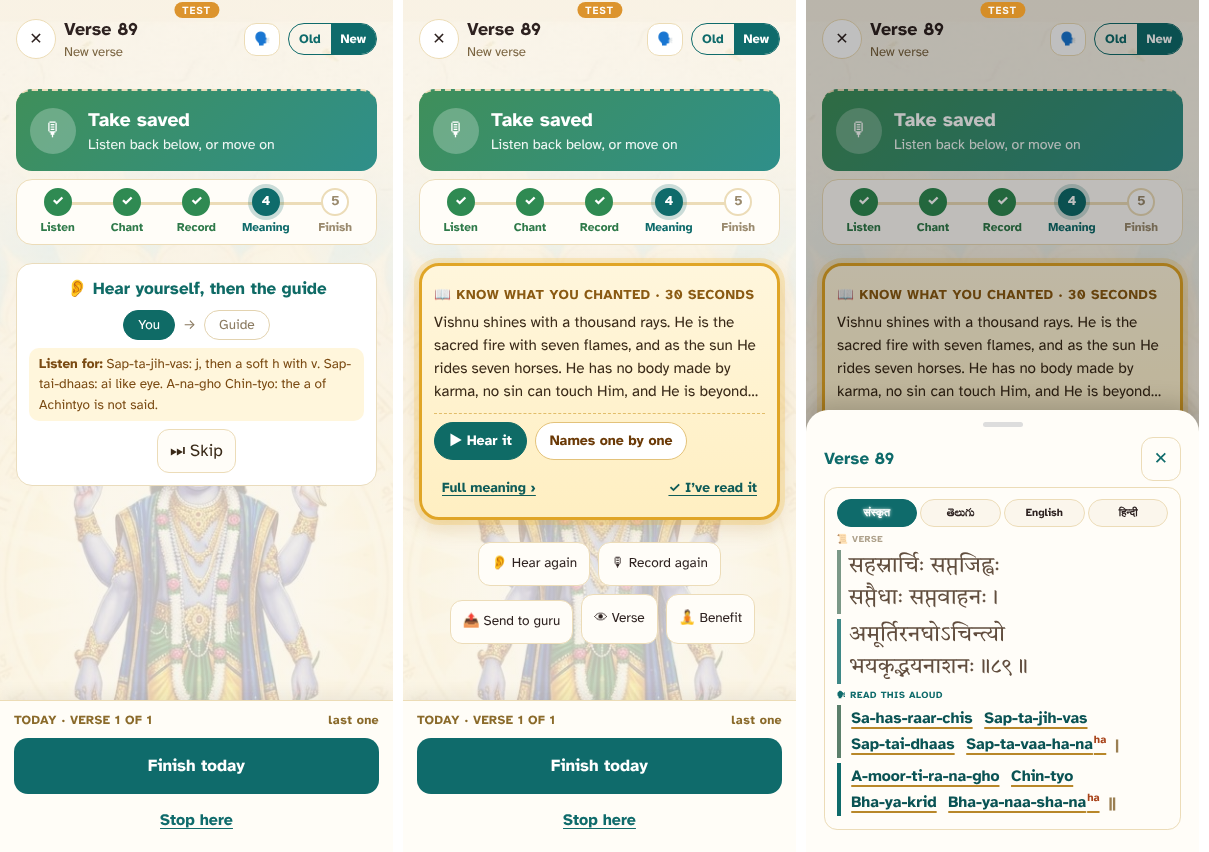 TEST
✕
Verse 89
New verse
Old
New
Take saved
Listen back below, or move on
4
5
Listen
Chant
Record
Meaning
Finish
Hear yourself, then the guide
You
→
Guide
Listen for: Sap-ta-jih-vas: j, then a soft h with v. Sap-
tai-dhaas: ai like eye. A-na-gho Chin-tyo: the a of
Achintyo is not said.
Skip
TODAY · VERSE 1 OF 1
last one
Finish today
Stop here
TEST
✕
Verse 89
New verse
Old
New
Take saved
Listen back below, or move on
4
5
Listen
Chant
Record
Meaning
Finish
KNOW WHAT YOU CHANTED · 30 SECONDS
Vishnu shines with a thousand rays. He is the
sacred fire with seven flames, and as the sun He
rides seven horses. He has no body made by
karma, no sin can touch Him, and He is beyond...
▶ Hear it
Names one by one
Full meaning ›
✓ I've read it
Hear again
Record again
Send to guru
Verse
Benefit
TODAY · VERSE 1 OF 1
last one
Finish today
Stop here
TEST
✕
Verse 89
New verse
Old
New
Take saved
Listen back below, or move on
4
5
Listen
Chant
Record
Meaning
Finish
KNOW WHAT YOU CHANTED · 30 SECONDS
Vishnu shines with a thousand rays. He is the
sacred fire with seven flames, and as the sun He
rides seven horses. He has no body made by
karma, no sin can touch Him, and He is beyond...
Verse 89
✕
संस्कृत
తెలుగు
English
हिन्दी
VERSE
सहस्रार्चिः सप्तजिह्वः
सप्तैधाः सप्तवाहनः ।
अमूर्तिरनघोऽचिन्त्यो
भयकृद्भयनाशनः ॥८९॥
READ THIS ALOUD
Sa-has-raar-chis Sap-ta-jih-vas
Sap-tai-dhaas Sap-ta-vaa-ha-na ha |
A-moor-ti-ra-na-gho Chin-tyo
Bha-ya-krid Bha-ya-naa-sha-na ha ||